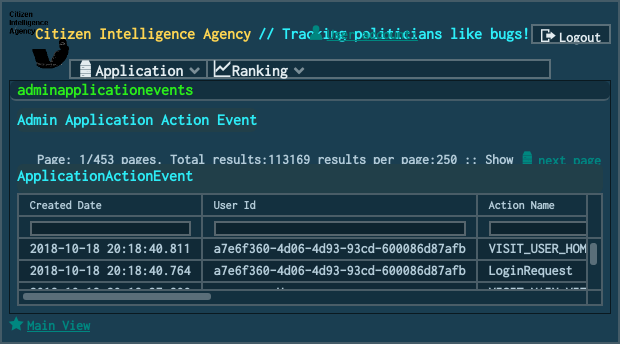 Citizen
Intelligence
Agency
Citizen Intelligence Agency // Tracking politicians like bugs!
Logout
Application Ranking
adminapplicationevents
Admin Application Action Event
Page: 1/453 pages. Total results:113169 results per page:250 :: Show next page
ApplicationActionEvent
Created Date User Id Action Name
2018-10-18 20:18:40.811 a7e6f360-4d06-4d93-93cd-600086d87afb VISIT_USER_HOM
2018-10-18 20:18:40.764 a7e6f360-4d06-4d93-93cd-600086d87afb LoginRequest
Main View